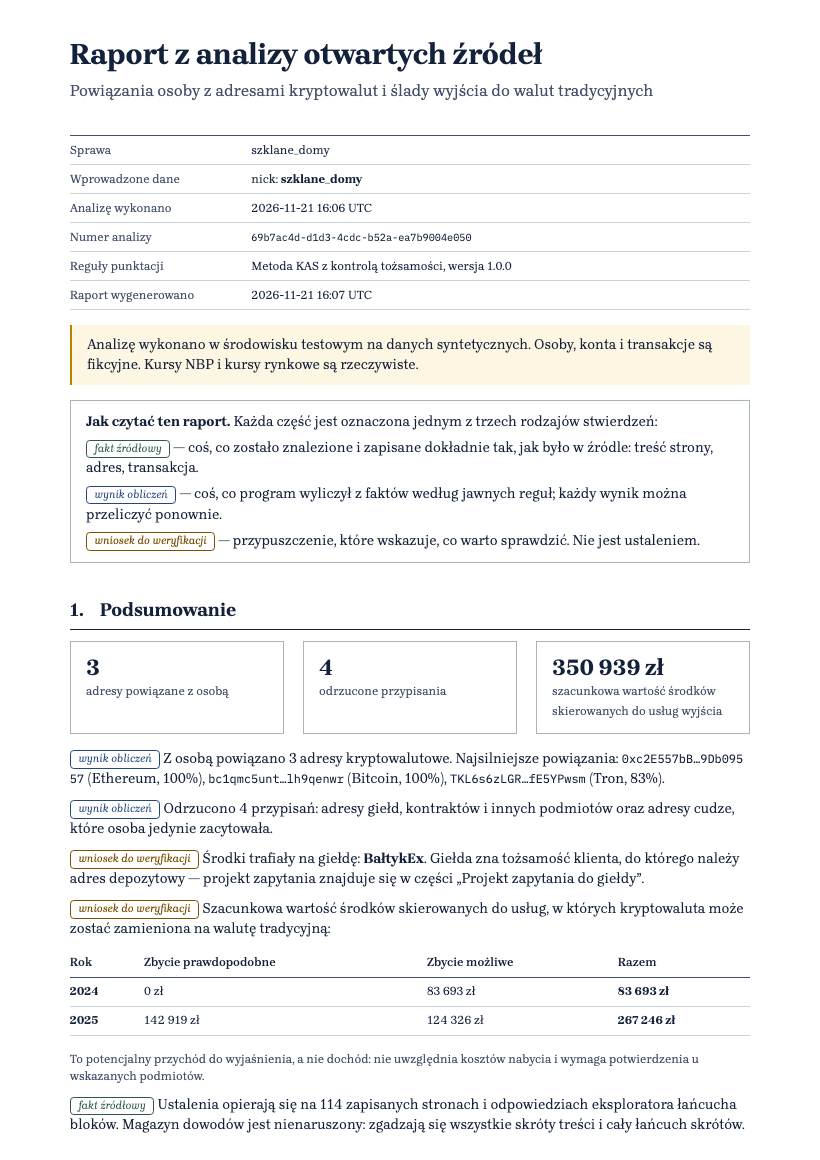 Raport z analizy otwartych źródeł
Powiązania osoby z adresami kryptowalut i ślady wyjścia do walut tradycyjnych
Sprawa szklane_domy
Wprowadzone dane nick: szklane_domy
Analizę wykonano 2026-11-21 16:06 UTC
Numer analizy 69b7ac4d-d1d3-4cdc-b52a-ea7b9004e050
Reguły punktacji Metoda KAS z kontrolą tożsamości, wersja 1.0.0
Raport wygenerowano 2026-11-21 16:07 UTC
Analizę wykonano w środowisku testowym na danych syntetycznych. Osoby, konta i transakcje są
fikcyjne. Kursy NBP i kursy rynkowe są rzeczywiste.
Jak czytać ten raport. Każda część jest oznaczona jednym z trzech rodzajów stwierdzeń:
fakt źródłowy — coś, co zostało znalezione i zapisane dokładnie tak, jak było w źródle: treść strony,
adres, transakcja.
wynik obliczeń — coś, co program wyliczył z faktów według jawnych reguł; każdy wynik można
przeliczyć ponownie.
wniosek do weryfikacji — przypuszczenie, które wskazuje, co warto sprawdzić. Nie jest ustaleniem.
1. Podsumowanie
3 4 350 939 zł
adresy powiązane z osobą odrzucone przypisania szacunkowa wartość środków
skierowanych do usług wyjścia
wynik obliczeń Z osobą powiązano 3 adresy kryptowalutowe. Najsilniejsze powiązania: 0xc2E557bB…9Db095
57 (Ethereum, 100%), bc1qmc5unt…lh9qenwr (Bitcoin, 100%), TKL6s6zLGR…fE5YPwsm (Tron, 83%).
wynik obliczeń Odrzucono 4 przypisań: adresy giełd, kontraktów i innych podmiotów oraz adresy cudze,
które osoba jedynie zacytowała.
wniosek do weryfikacji Środki trafiały na giełdę: BałtykEx. Giełda zna tożsamość klienta, do którego należy
adres depozytowy — projekt zapytania znajduje się w części „Projekt zapytania do giełdy”.
wniosek do weryfikacji Szacunkowa wartość środków skierowanych do usług, w których kryptowaluta może
zostać zamieniona na walutę tradycyjną:
Rok Zbycie prawdopodobne Zbycie możliwe Razem
2024 0 zł 83 693 zł 83 693 zł
2025 142 919 zł 124 326 zł 267 246 zł
To potencjalny przychód do wyjaśnienia, a nie dochód: nie uwzględnia kosztów nabycia i wymaga potwierdzenia u
wskazanych podmiotów.
fakt źródłowy Ustalenia opierają się na 114 zapisanych stronach i odpowiedziach eksploratora łańcucha
bloków. Magazyn dowodów jest nienaruszony: zgadzają się wszystkie skróty treści i cały łańcuch skrótów.